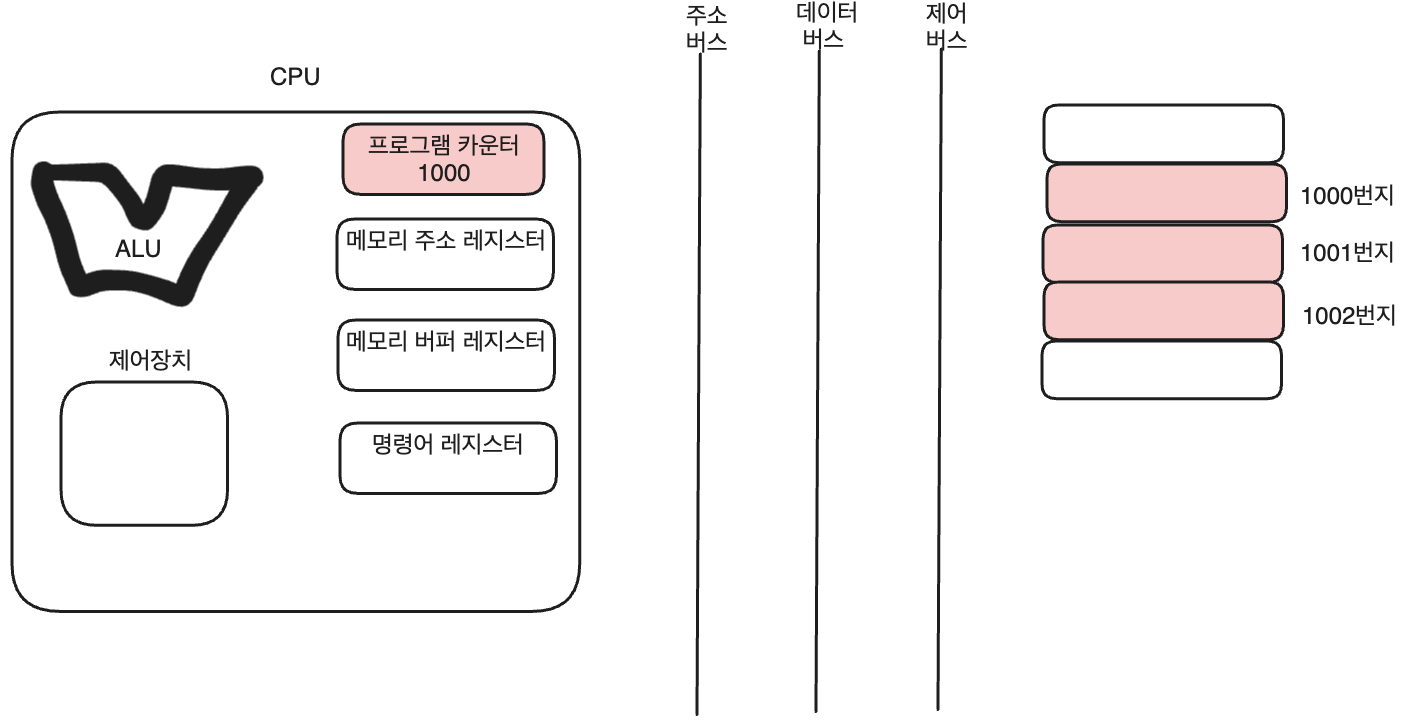 주소
버스
데이터
버스
제어
버스
CPU
프로그램 카운터
1000
ALU
메모리 주소 레지스터
메모리 버퍼 레지스터
제어장치
명령어 레지스터
1000번지
1001번지
1002번지